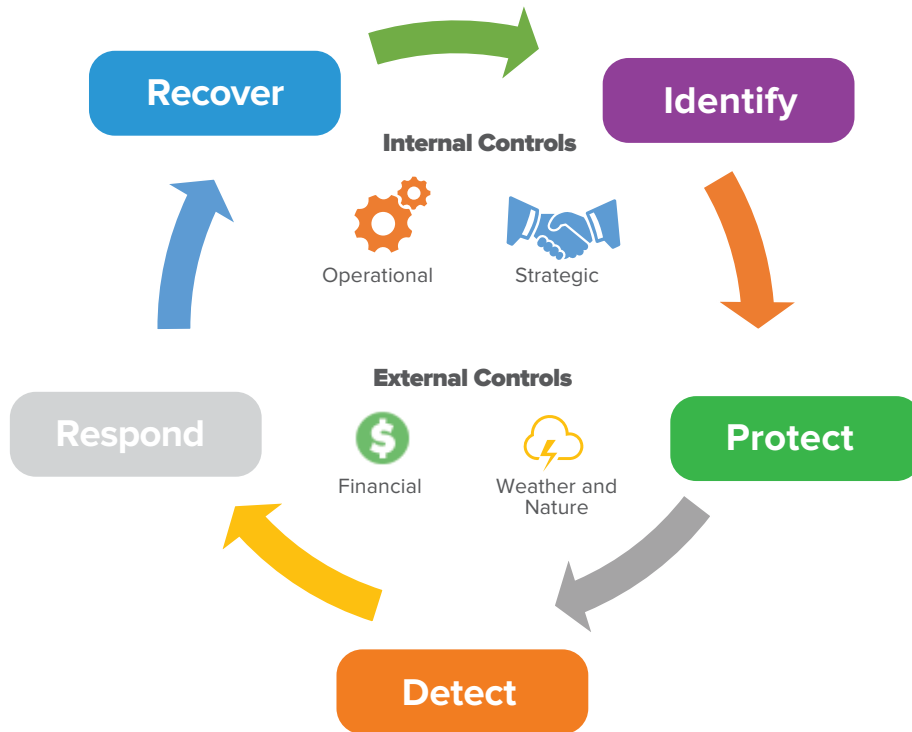 Recover
Identify
Internal Controls
Operational
Strategic
External Controls
Respond
Protect
$
Financial
Weather and
Nature
Detect